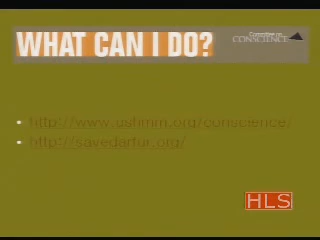 WHAT CAN I DO?
Committee on
CONSCIENCE
• http://www.ushmm.org/conscience/
• http://savedarfur.org/
HLS